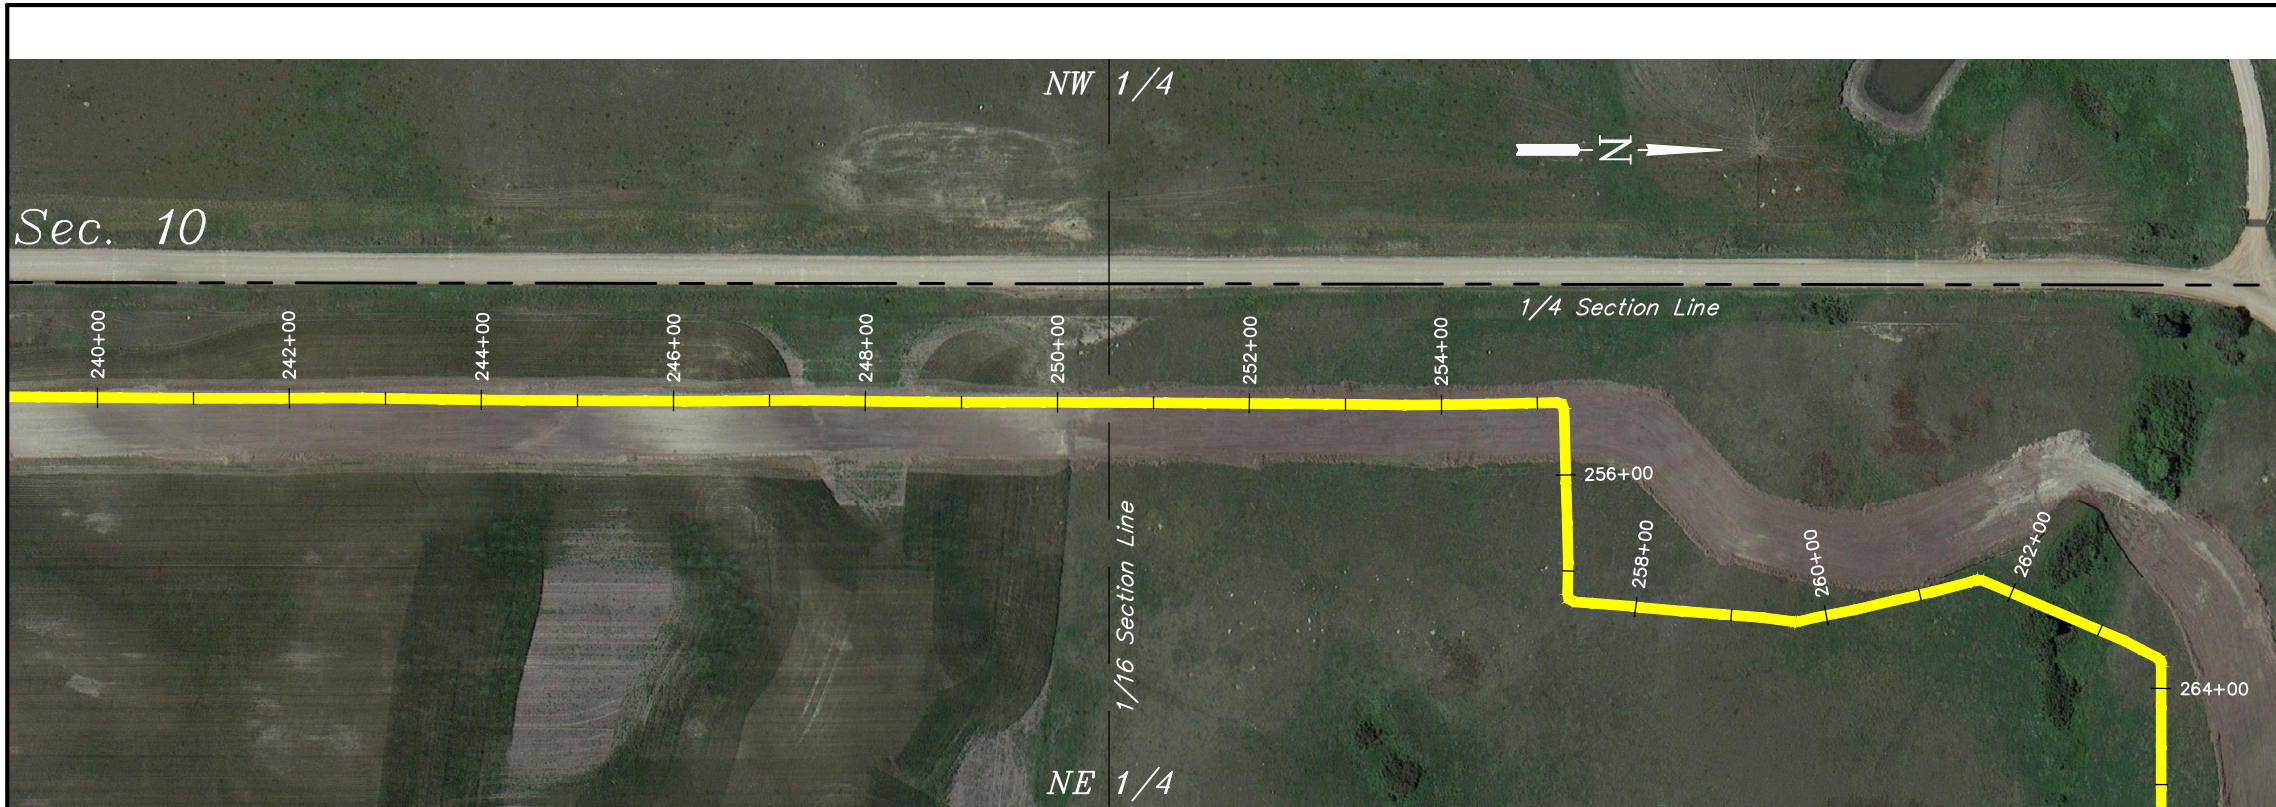 NW 1/4
N
Sec. 10
1/4 Section Line
240+00
242+00
244+00
246+00
248+00
250+00
252+00
254+00
256+00
258+00
260+00
262+00
264+00
1/16 Section Line
NE 1/4